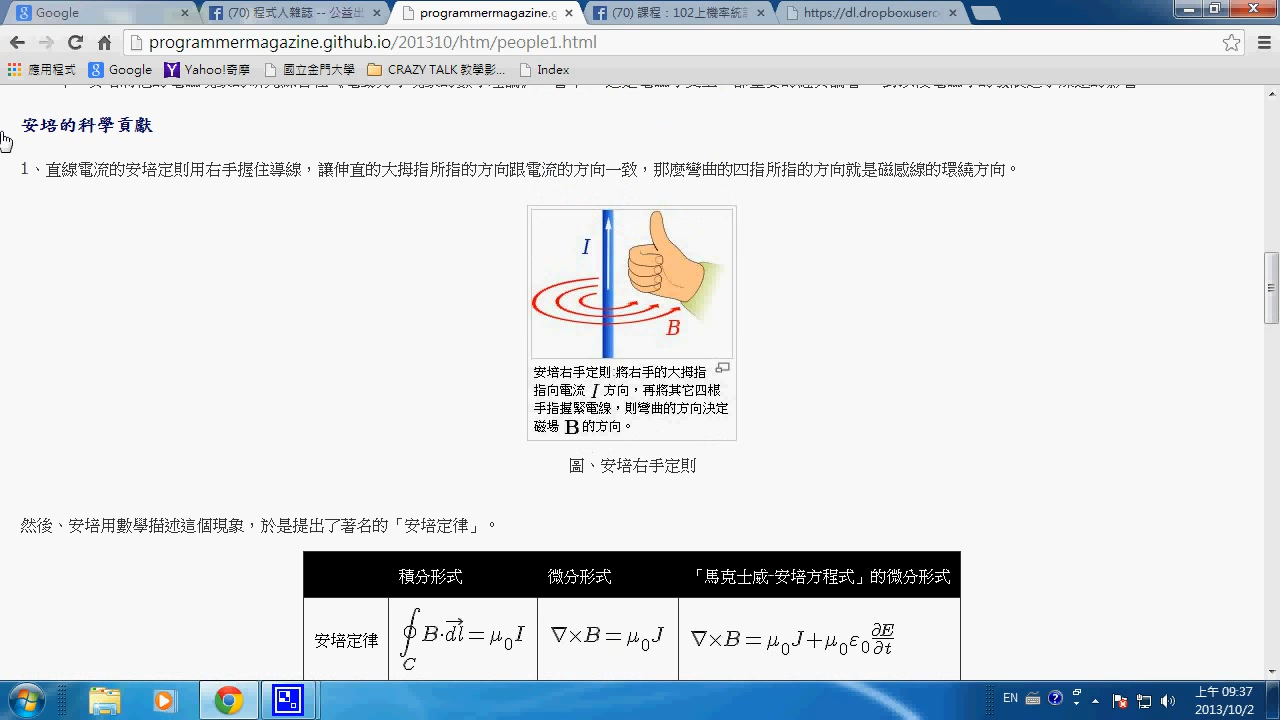 Google
(70) 程式人雜誌 -- 公益出
programmermagazine.g
(70) 課程：102上機率統計
https://dl.dropboxuserc
programmermagazine.github.io/201310/htm/people1.html
應用程式 Google Yahoo!奇摩 國立金門大學 CRAZY TALK 教學影... Index
安培的科學貢獻
1、直線電流的安培定則用右手握住導線，讓伸直的大拇指所指的方向跟電流的方向一致，那麼彎曲的四指所指的方向就是磁感線的環繞方向。
I
B
安培右手定則:將右手的大拇指
指向電流 I 方向，再將其它四根
手指握緊電線，則彎曲的方向決定
磁場 B 的方向。
圖、安培右手定則
然後、安培用數學描述這個現象，於是提出了著名的「安培定律」。
積分形式 微分形式 「馬克士威-安培方程式」的微分形式
安培定律 ∮_C B·dl⃗ = μ₀I ∇×B = μ₀J ∇×B = μ₀J+μ₀ε₀ ∂E/∂t
EN 上午 09:37
2013/10/2